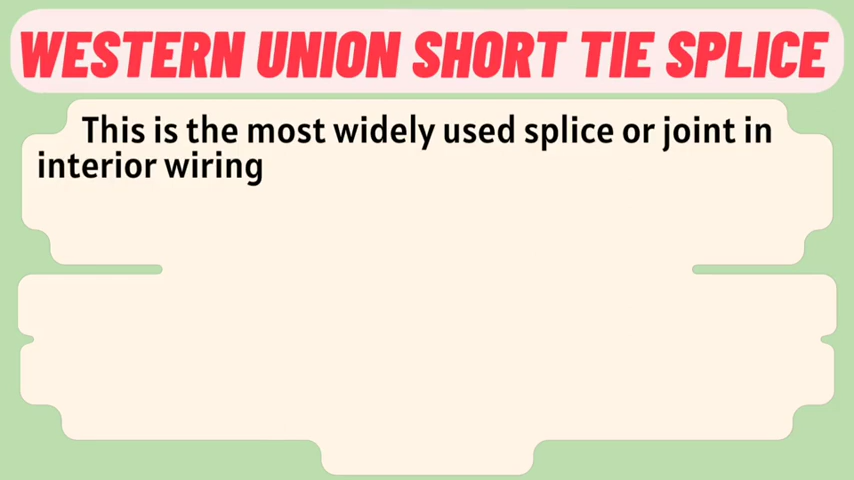 WESTERN UNION SHORT TIE SPLICE
This is the most widely used splice or joint in
interior wiring